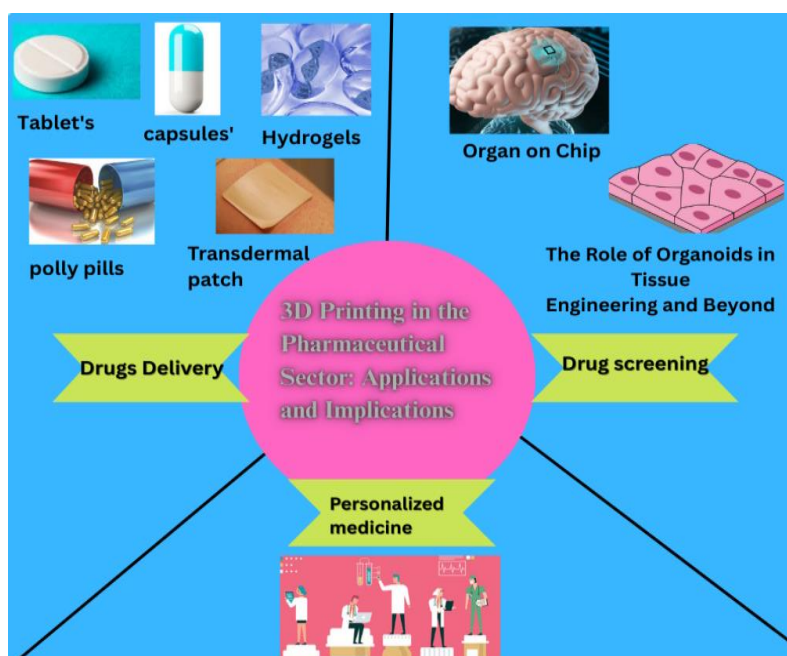 Tablet's
capsules'
Hydrogels
polly pills
Transdermal
patch
Organ on Chip
The Role of Organoids in
Tissue
Engineering and Beyond
3D Printing in the
Pharmaceutical
Sector: Applications
and Implications
Drugs Delivery
Drug screening
Personalized
medicine